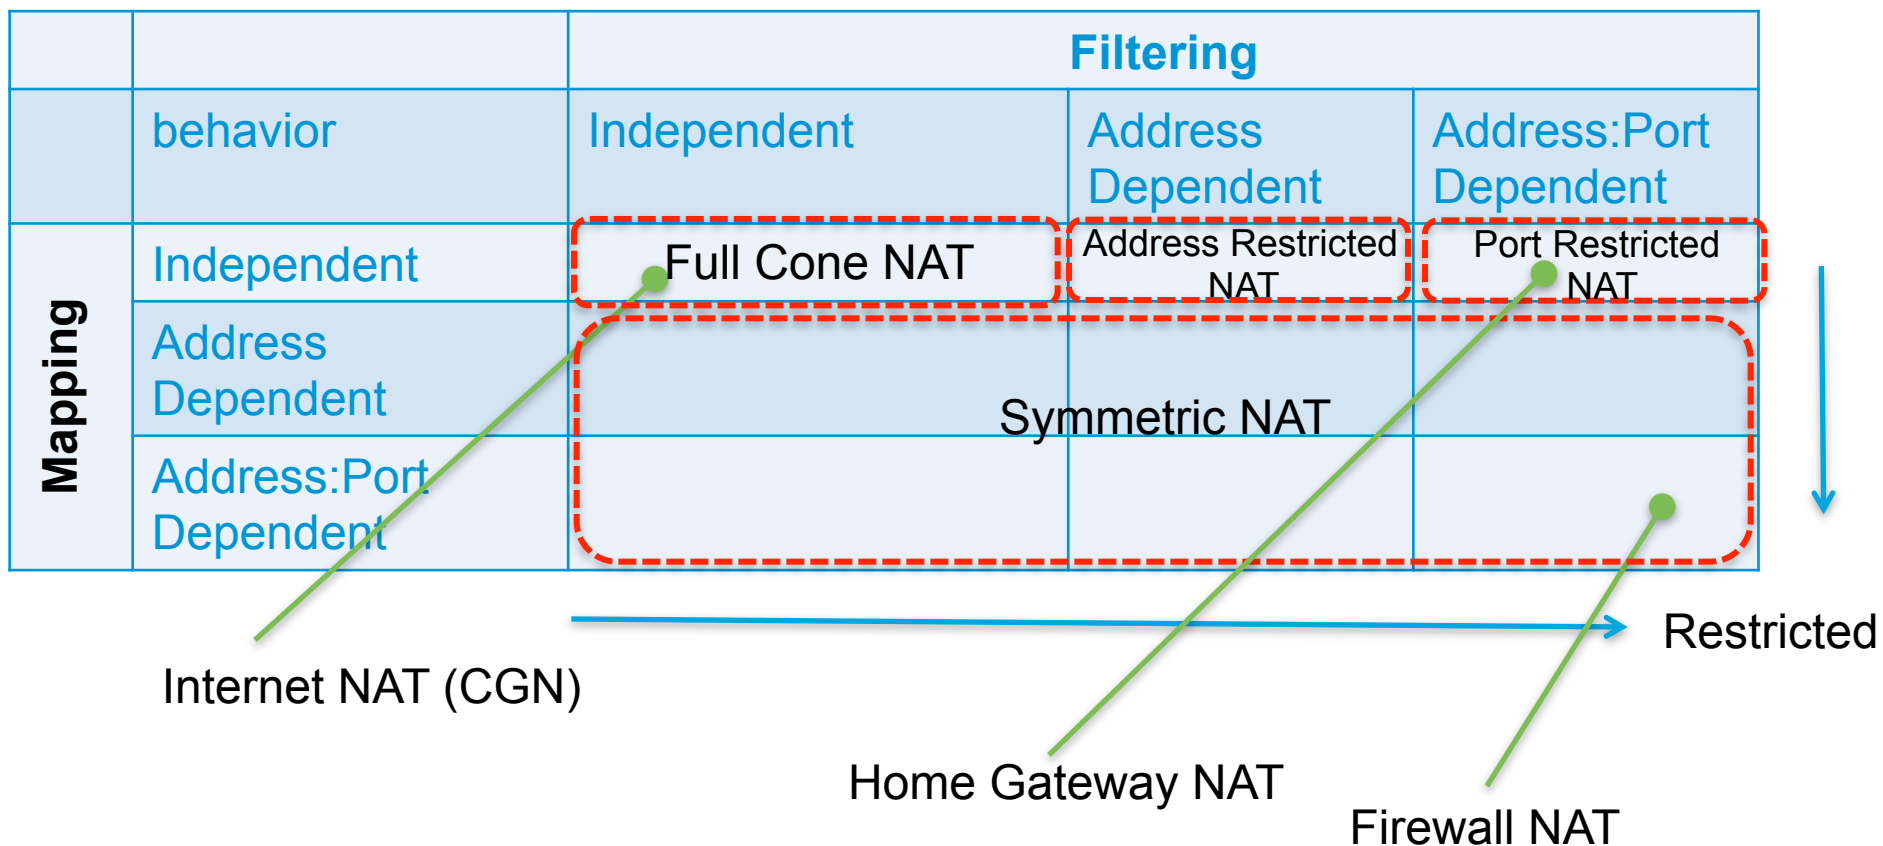 Filtering
behavior
Independent
Address
Dependent
Address:Port
Dependent
Mapping
Independent
Full Cone NAT
Address Restricted
NAT
Port Restricted
NAT
Address
Dependent
Symmetric NAT
Address:Port
Dependent
Restricted
Internet NAT (CGN)
Home Gateway NAT
Firewall NAT